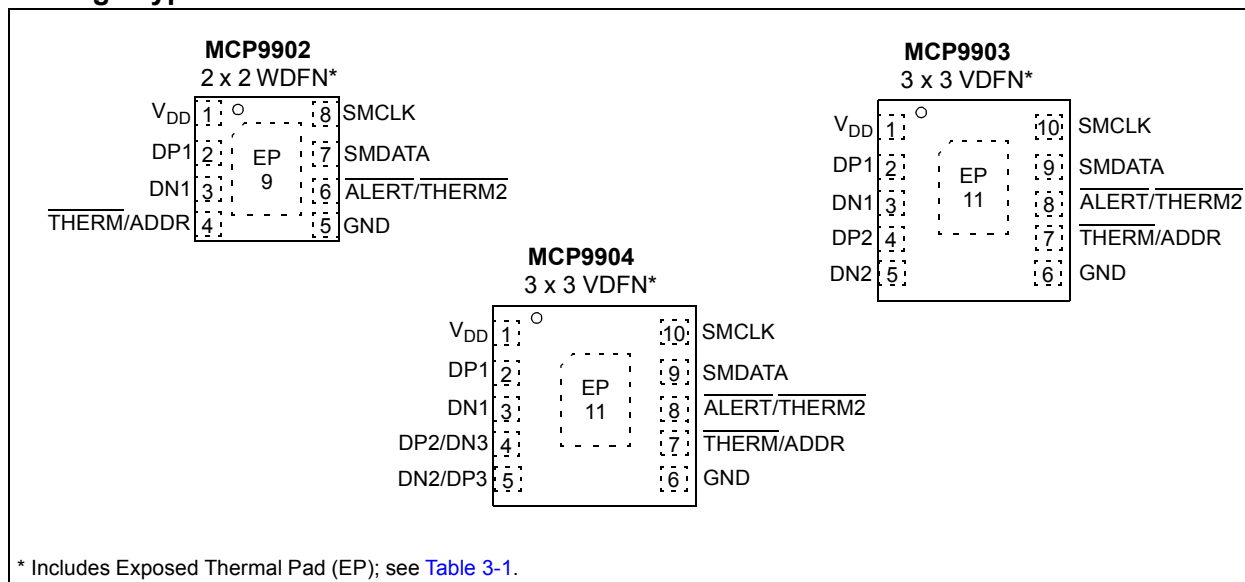 MCP9902
2 x 2 WDFN*
VDD 1 8 SMCLK
DP1 2 EP 7 SMDATA
DN1 3 9 6 ALERT/THERM2
THERM/ADDR 4 5 GND
MCP9903
3 x 3 VDFN*
VDD 1 10 SMCLK
DP1 2 EP 9 SMDATA
DN1 3 11 8 ALERT/THERM2
DP2 4 7 THERM/ADDR
DN2 5 6 GND
MCP9904
3 x 3 VDFN*
VDD 1 10 SMCLK
DP1 2 EP 9 SMDATA
DN1 3 11 8 ALERT/THERM2
DP2/DN3 4 7 THERM/ADDR
DN2/DP3 5 6 GND
* Includes Exposed Thermal Pad (EP); see Table 3-1.